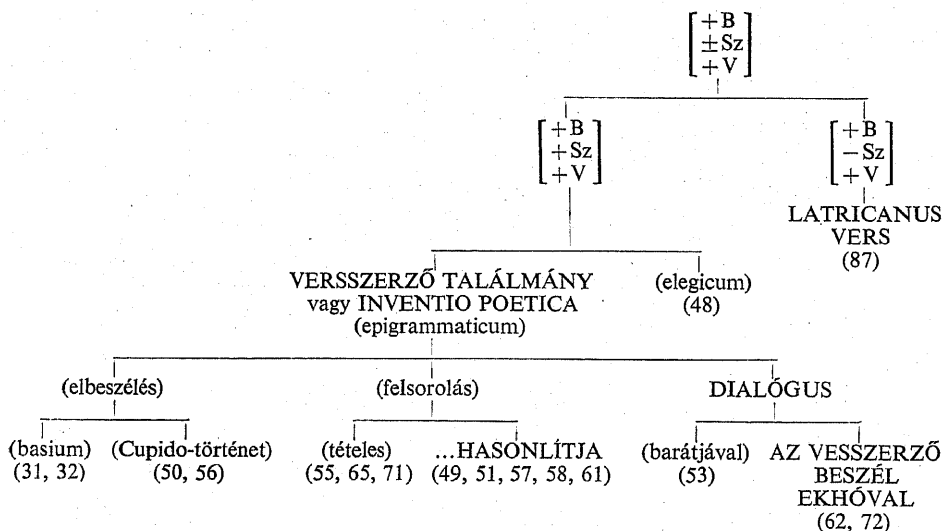 +B
±Sz
+V
+B
+Sz
+V
+B
−Sz
+V
LATRICANUS
VERS
(87)
VERSSZERZŐ TALÁLMÁNY
vagy INVENTIO POETICA
(epigrammaticum)
(elegicum)
(48)
(elbeszélés)
(felsorolás)
DIALÓGUS
(basium)
(31, 32)
(Cupido-történet)
(50, 56)
(tételes)
(55, 65, 71)
...HASONLÍTJA
(49, 51, 57, 58, 61)
(barátjával)
(53)
AZ VESSZERZŐ
BESZÉL
EKHÓVAL
(62, 72)